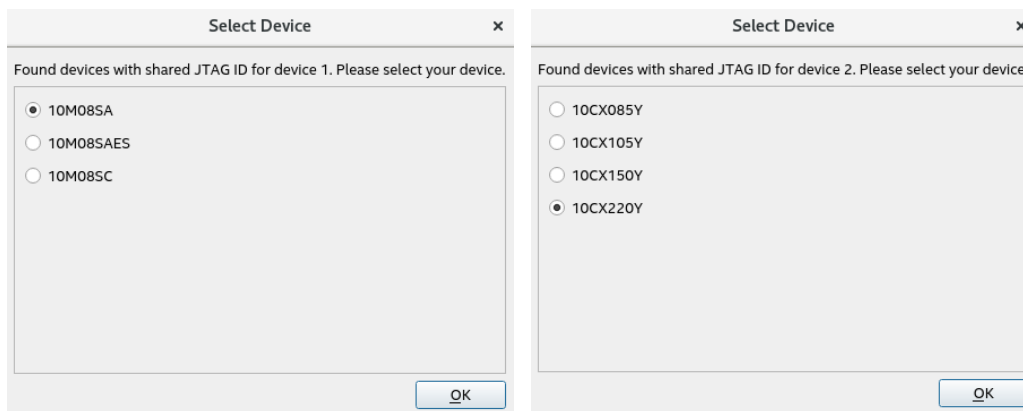 Select Device
×
Found devices with shared JTAG ID for device 1. Please select your device.
10M08SA
10M08SAES
10M08SC
OK
Select Device
×
Found devices with shared JTAG ID for device 2. Please select your device
10CX085Y
10CX105Y
10CX150Y
10CX220Y
OK